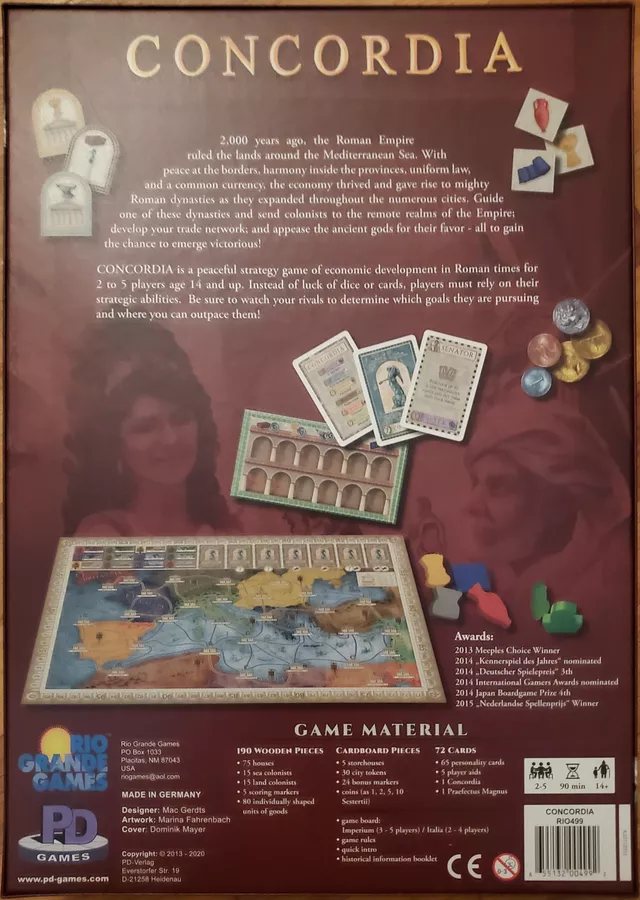 CONCORDIA
2,000 years ago, the Roman Empire
ruled the lands around the Mediterranean Sea. With
peace at the borders, harmony inside the provinces, uniform law,
and a common currency, the economy thrived and gave rise to mighty
Roman dynasties as they expanded throughout the numerous cities. Guide
one of these dynasties and send colonists to the remote realms of the Empire;
develop your trade network; and appease the ancient gods for their favor - all to gain
the chance to emerge victorious!
CONCORDIA is a peaceful strategy game of economic development in Roman times for
2 to 5 players age 14 and up. Instead of luck of dice or cards, players must rely on their
strategic abilities. Be sure to watch your rivals to determine which goals they are pursuing
and where you can outpace them!
CONCORDIA
SENATOR
Awards:
2013 Meeples Choice Winner
2014 „Kennerspiel des Jahres“ nominated
2014 „Deutscher Spielepreis“ 3th
2014 International Gamers Awards nominated
2014 Japan Boardgame Prize 4th
2015 „Nederlandse Spellenprijs“ Winner
GAME MATERIAL
190 WOODEN PIECES
• 75 houses
• 15 sea colonists
• 15 land colonists
• 5 scoring markers
• 80 individually shaped
units of goods
CARDBOARD PIECES
• 5 storehouses
• 30 city tokens
• 24 bonus markers
• coins (as 1, 2, 5, 10
Sestertii)
• game board:
Imperium (3 - 5 players) / Italia (2 - 4 players)
• game rules
• quick intro
• historical information booklet
72 CARDS
• 65 personality cards
• 5 player aids
• 1 Concordia
• 1 Praefectus Magnus
RIO
GRANDE
GAMES
Rio Grande Games
PO Box 1033
Placitas, NM 87043
USA
riogames@aol.com
MADE IN GERMANY
Designer: Mac Gerdts
Artwork: Marina Fahrenbach
Cover: Dominik Mayer
Copyright: © 2013 - 2020
PD-Verlag
Everstorfer Str. 19
D-21258 Heidenau
PD
GAMES
www.pd-games.com
CE
0-3
2-5
90 min
14+
CONCORDIA
RIO499
8 55132 00499